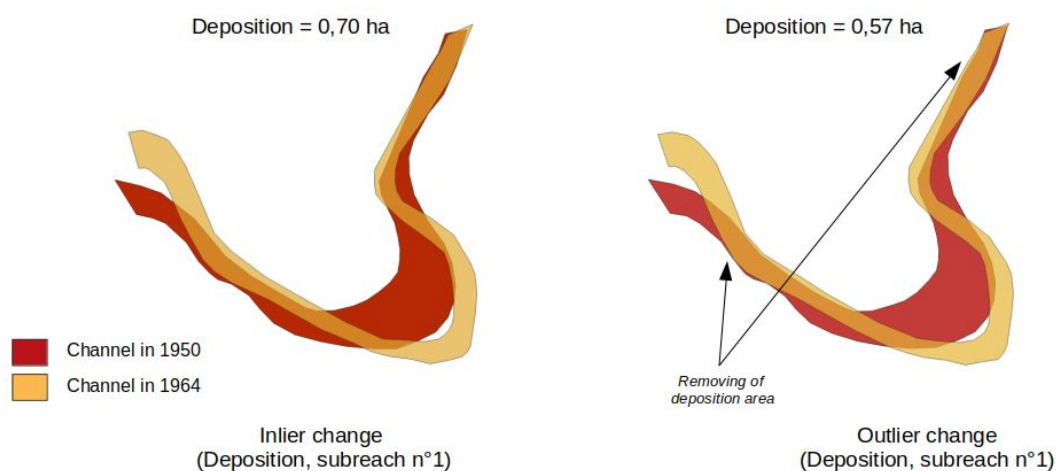 Deposition = 0,70 ha
Deposition = 0,57 ha
Channel in 1950
Channel in 1964
Removing of
deposition area
Inlier change
(Deposition, subreach n°1)
Outlier change
(Deposition, subreach n°1)